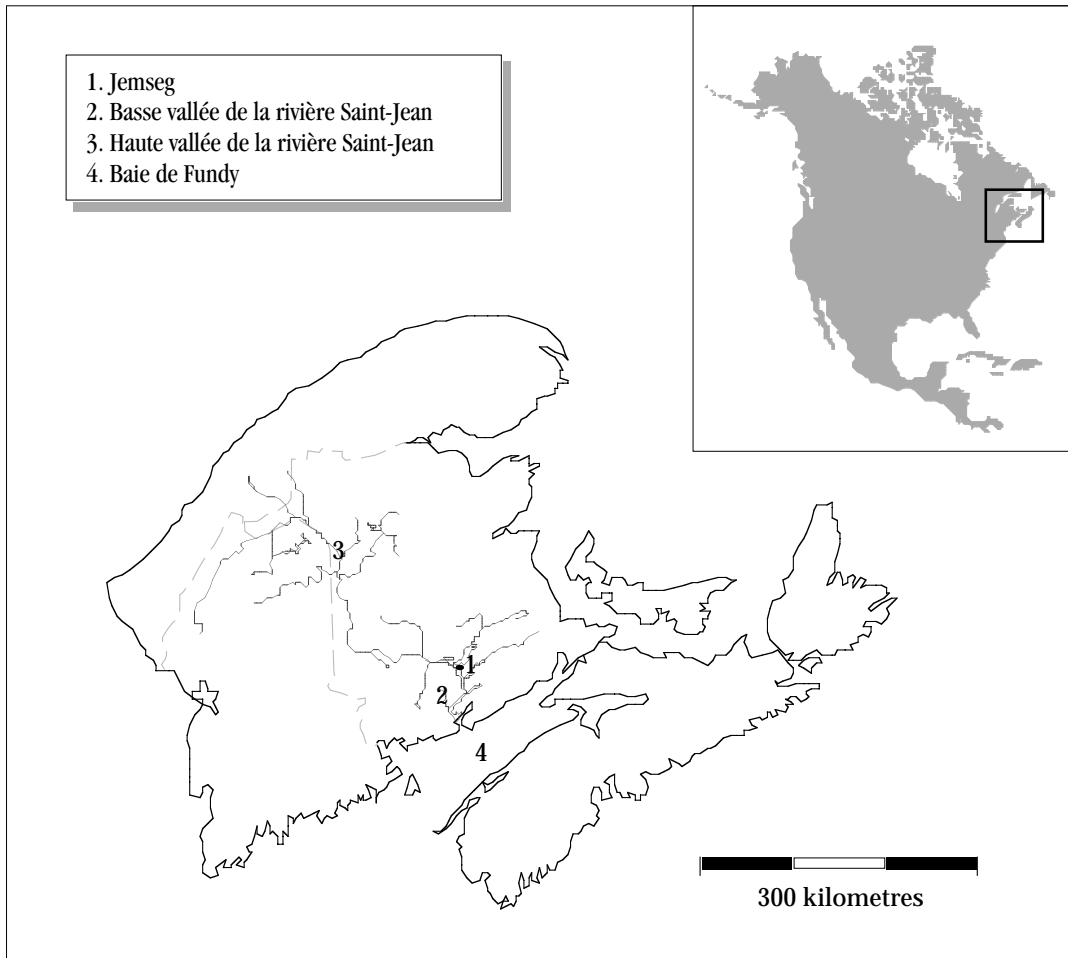 1. Jemseg
2. Basse vallée de la rivière Saint-Jean
3. Haute vallée de la rivière Saint-Jean
4. Baie de Fundy
3
1
2
4
300 kilometres